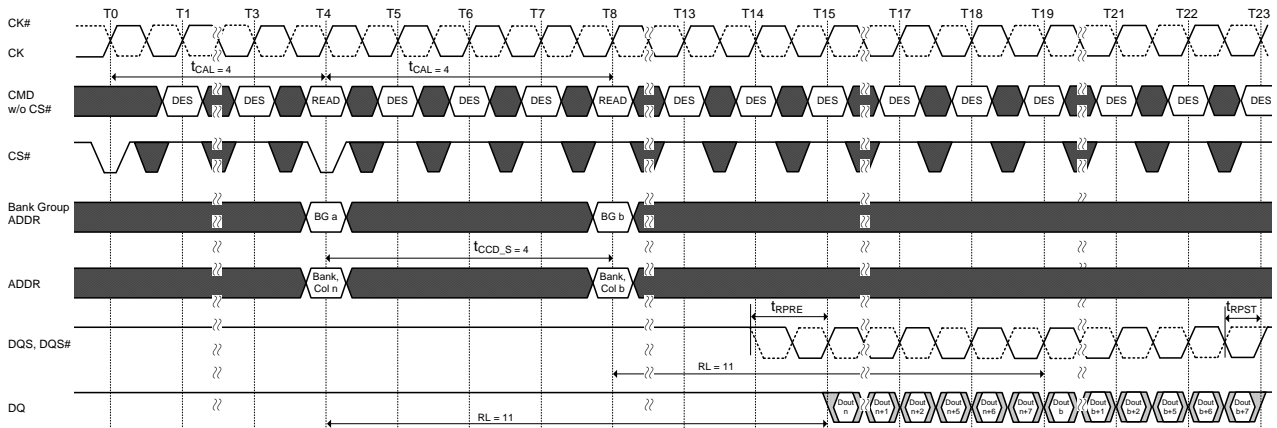 T0 T1 T3 T4 T5 T6 T7 T8 T13 T14 T15 T17 T18 T19 T21 T22 T23
CK#
CK
tCAL = 4 tCAL = 4
CMD
w/o CS#
DES DES READ DES DES DES READ DES DES DES DES DES DES DES DES DES
CS#
Bank Group
ADDR
BG a BG b
tCCD_S = 4
ADDR
Bank,
Col n
Bank,
Col b
tRPRE tRPST
DQS, DQS#
RL = 11
DQ
Dout
n
Dout
n+1
Dout
n+2
Dout
n+5
Dout
n+6
Dout
n+7
Dout
b
Dout
b+1
Dout
b+2
Dout
b+5
Dout
b+6
Dout
b+7
RL = 11